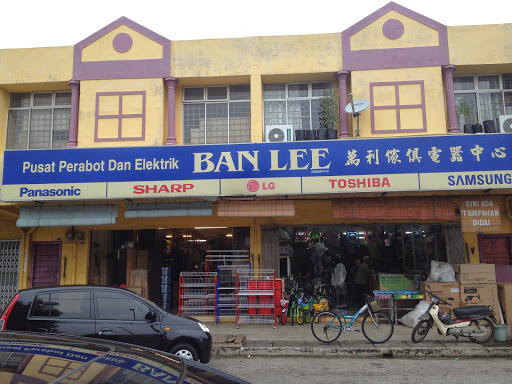 Pusat Perabot Dan Elektrik BAN LEE 萬利傢俱電器中心
Panasonic SHARP LG TOSHIBA SAMSUNG
SINI ADA
TEMPAHAN
BIDAI